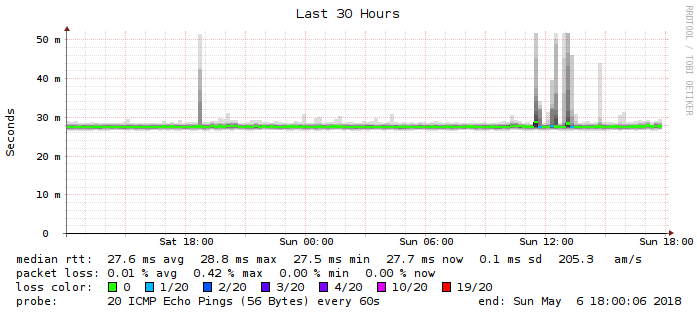 Last 30 Hours
RRDTOOL / TOBI OETIKER
Seconds
50 m
40 m
30 m
20 m
10 m
0
Sat 18:00 Sun 00:00 Sun 06:00 Sun 12:00 Sun 18:00
median rtt: 27.6 ms avg 28.8 ms max 27.5 ms min 27.7 ms now 0.1 ms sd 205.3 am/s
packet loss: 0.01 % avg 0.42 % max 0.00 % min 0.00 % now
loss color: 0 1/20 2/20 3/20 4/20 10/20 19/20
probe: 20 ICMP Echo Pings (56 Bytes) every 60s end: Sun May 6 18:00:06 2018